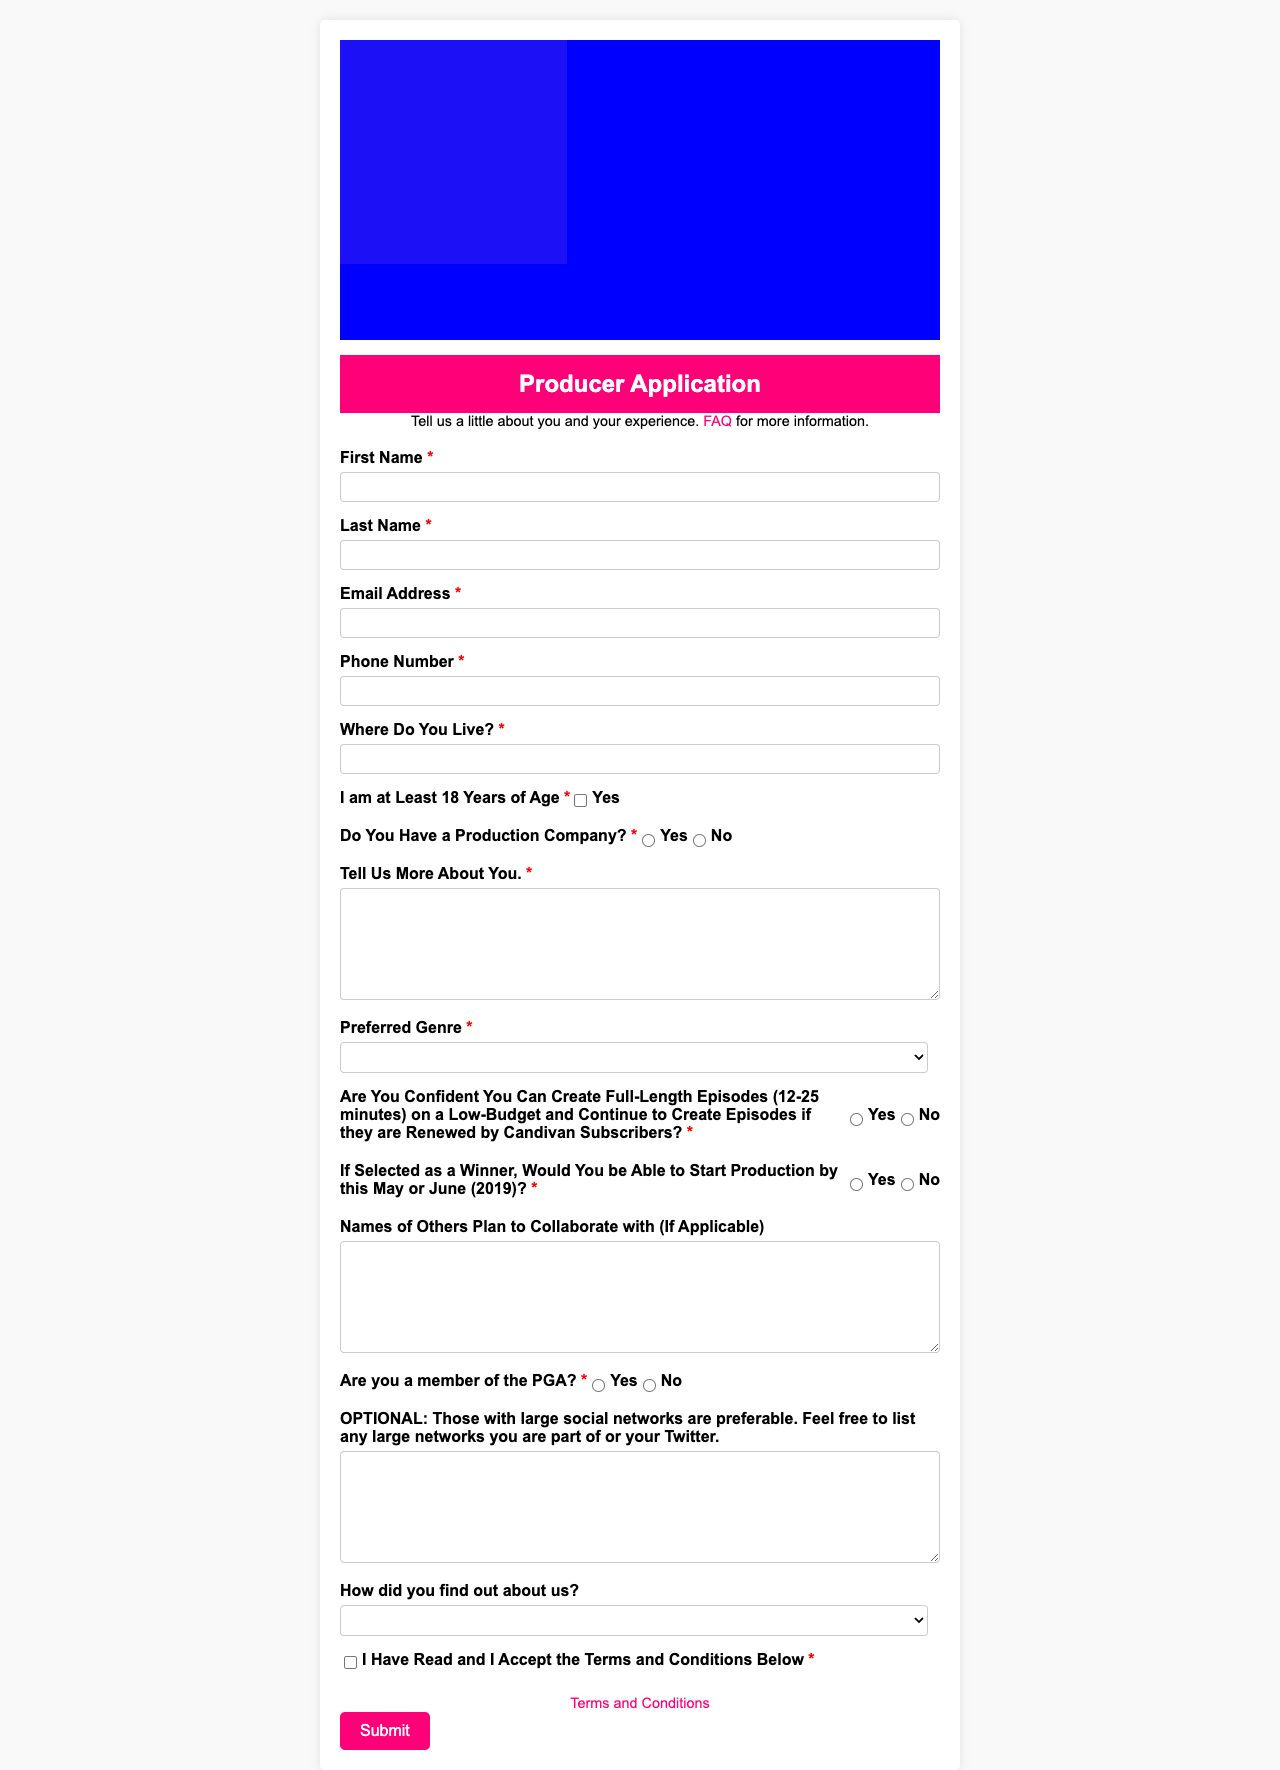 Producer Application
Tell us a little about you and your experience. FAQ for more information.
First Name *
Last Name *
Email Address *
Phone Number *
Where Do You Live? *
I am at Least 18 Years of Age * Yes
Do You Have a Production Company? * Yes No
Tell Us More About You. *
Preferred Genre *
Are You Confident You Can Create Full-Length Episodes (12-25
minutes) on a Low-Budget and Continue to Create Episodes if
they are Renewed by Candivan Subscribers? *
Yes No
If Selected as a Winner, Would You be Able to Start Production by
this May or June (2019)? *
Yes No
Names of Others Plan to Collaborate with (If Applicable)
Are you a member of the PGA? * Yes No
OPTIONAL: Those with large social networks are preferable. Feel free to list
any large networks you are part of or your Twitter.
How did you find out about us?
I Have Read and I Accept the Terms and Conditions Below *
Terms and Conditions
Submit